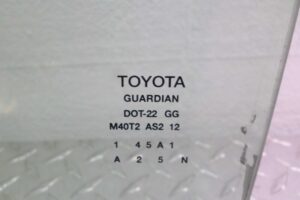 TOYOTA
GUARDIAN
DOT-22 GG
M40T2 AS2 12
1 4 5 A 1
A 2 5 N